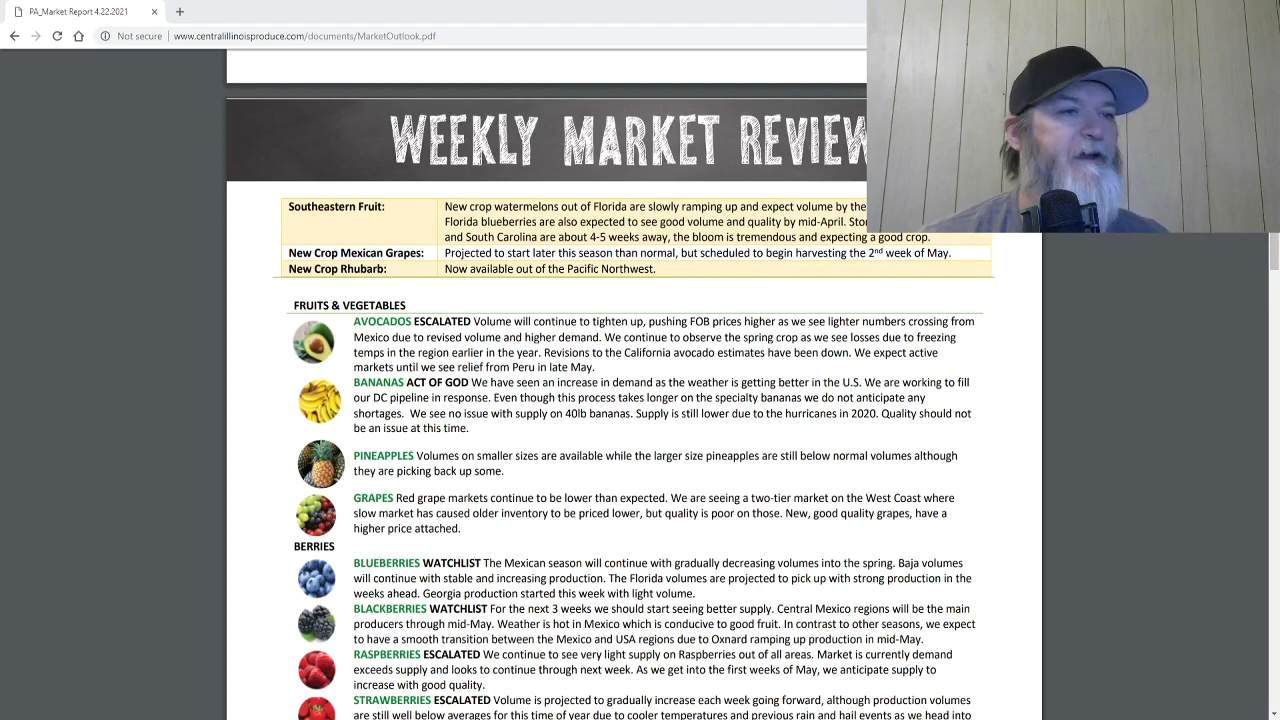 PA_Market Report 4.22.2021
Not secure | www.centralillinoisproduce.com/documents/MarketOutlook.pdf
WEEKLY MARKET REVIEW
Southeastern Fruit: New crop watermelons out of Florida are slowly ramping up and expect volume by the
Florida blueberries are also expected to see good volume and quality by mid-April.
and South Carolina are about 4-5 weeks away, the bloom is tremendous and expecting a good crop.
New Crop Mexican Grapes: Projected to start later this season than normal, but scheduled to begin harvesting the 2nd week of May.
New Crop Rhubarb: Now available out of the Pacific Northwest.
FRUITS & VEGETABLES
AVOCADOS ESCALATED Volume will continue to tighten up, pushing FOB prices higher as we see lighter numbers crossing from
Mexico due to revised volume and higher demand. We continue to observe the spring crop as we see losses due to freezing
temps in the region earlier in the year. Revisions to the California avocado estimates have been down. We expect active
markets until we see relief from Peru in late May.
BANANAS ACT OF GOD We have seen an increase in demand as the weather is getting better in the U.S. We are working to fill
our DC pipeline in response. Even though this process takes longer on the specialty bananas we do not anticipate any
shortages. We see no issue with supply on 40lb bananas. Supply is still lower due to the hurricanes in 2020. Quality should not
be an issue at this time.
PINEAPPLES Volumes on smaller sizes are available while the larger size pineapples are still below normal volumes although
they are picking back up some.
GRAPES Red grape markets continue to be lower than expected. We are seeing a two-tier market on the West Coast where
slow market has caused older inventory to be priced lower, but quality is poor on those. New, good quality grapes, have a
higher price attached.
BERRIES
BLUEBERRIES WATCHLIST The Mexican season will continue with gradually decreasing volumes into the spring. Baja volumes
will continue with stable and increasing production. The Florida volumes are projected to pick up with strong production in the
weeks ahead. Georgia production started this week with light volume.
BLACKBERRIES WATCHLIST For the next 3 weeks we should start seeing better supply. Central Mexico regions will be the main
producers through mid-May. Weather is hot in Mexico which is conducive to good fruit. In contrast to other seasons, we expect
to have a smooth transition between the Mexico and USA regions due to Oxnard ramping up production in mid-May.
RASPBERRIES ESCALATED We continue to see very light supply on Raspberries out of all areas. Market is currently demand
exceeds supply and looks to continue through next week. As we get into the first weeks of May, we anticipate supply to
increase with good quality.
STRAWBERRIES ESCALATED Volume is projected to gradually increase each week going forward, although production volumes
are still well below averages for this time of year due to cooler temperatures and previous rain and hail events as we head into